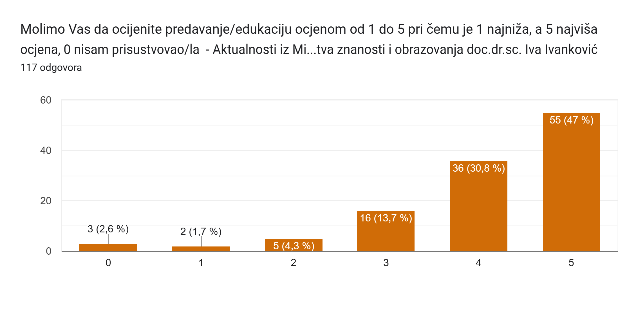 Molimo Vas da ocijenite predavanje/edukaciju ocjenom od 1 do 5 pri čemu je 1 najniža, a 5 najviša
ocjena, 0 nisam prisustvovao/la - Aktualnosti iz Mi...tva znanosti i obrazovanja doc.dr.sc. Iva Ivanković
117 odgovora
60
40
20
0
3 (2,6 %)
2 (1,7 %)
5 (4,3 %)
16 (13,7 %)
36 (30,8 %)
55 (47 %)
0 1 2 3 4 5